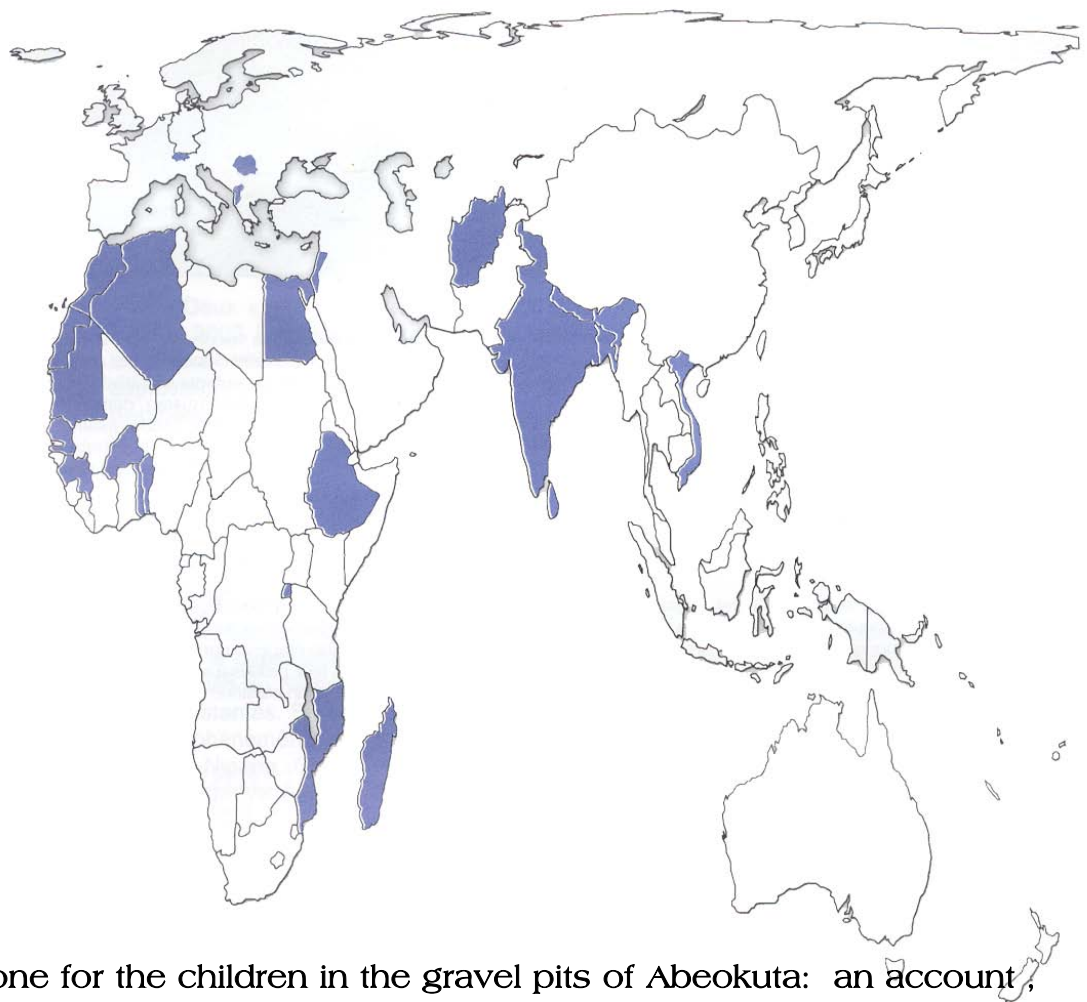 one for the children in the gravel pits of Abeokuta: an account ;